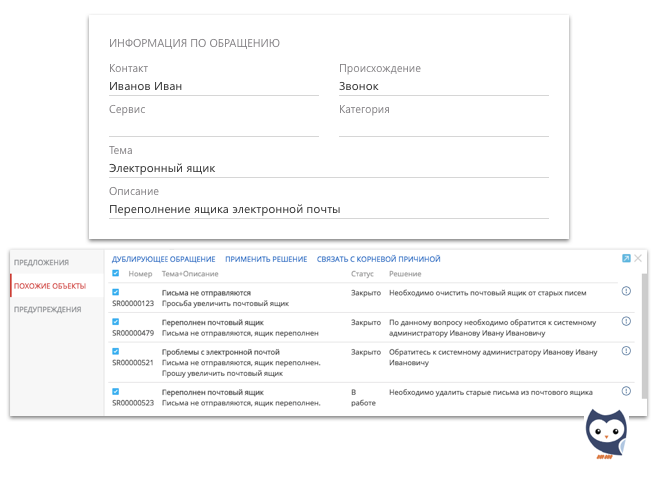 ИНФОРМАЦИЯ ПО ОБРАЩЕНИЮ
Контакт Происхождение
Иванов Иван Звонок
Сервис Категория
Тема
Электронный ящик
Описание
Переполнение ящика электронной почты
ПРЕДЛОЖЕНИЯ
ПОХОЖИЕ ОБЪЕКТЫ
ПРЕДУПРЕЖДЕНИЯ
ДУБЛИРУЮЩЕЕ ОБРАЩЕНИЕ ПРИМЕНИТЬ РЕШЕНИЕ СВЯЗАТЬ С КОРНЕВОЙ ПРИЧИНОЙ
Номер Тема+Описание Статус Решение
Письма не отправляются Закрыто Необходимо очистить почтовый ящик от старых писем
SR00000123 Просьба увеличить почтовый ящик
Переполнен почтовый ящик Закрыто По данному вопросу необходимо обратится к системному
SR00000479 Письма не отправляются, ящик переполнен администратору Иванову Ивану Ивановичу
Проблемы с электронной почтой Закрыто Обратитесь к системному администратору Иванову Ивану
SR00000521 Письма не отправляются, ящик переполнен. Ивановичу
Прошу увеличить почтовый ящик
Переполнен почтовый ящик В Необходимо удалить старые письма из почтового ящика
SR00000523 Письма не отправляются, ящик переполнен. работе